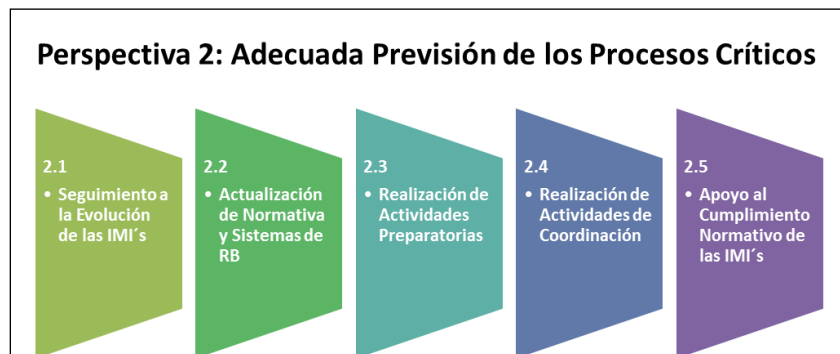 Perspectiva 2: Adecuada Previsión de los Procesos Críticos
2.1
• Seguimiento a
la Evolución
de las IMI´s
2.2
• Actualización
de Normativa
y Sistemas de
RB
2.3
• Realización de
Actividades
Preparatorias
2.4
• Realización de
Actividades de
Coordinación
2.5
• Apoyo al
Cumplimiento
Normativo de
las IMI´s